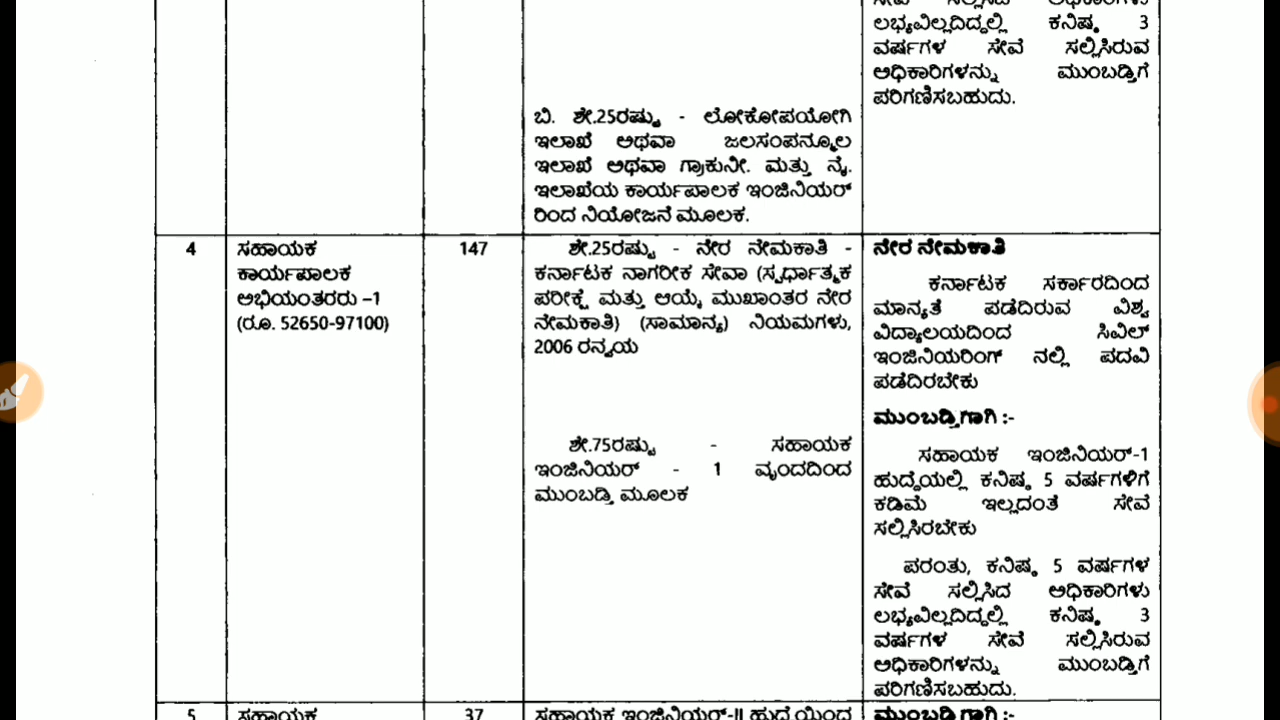 ಲಭ್ಯವಿಲ್ಲದಿದ್ದಲ್ಲಿ ಕನಿಷ್ಠ 3
ವರ್ಷಗಳ ಸೇವೆ ಸಲ್ಲಿಸಿರುವ
ಅಧಿಕಾರಿಗಳನ್ನು ಮುಂಬಡ್ತಿಗೆ
ಪರಿಗಣಿಸಬಹುದು.
ಬಿ. ಶೇ.25ರಷ್ಟು - ಲೋಕೋಪಯೋಗಿ
ಇಲಾಖೆ ಅಥವಾ ಜಲಸಂಪನ್ಮೂಲ
ಇಲಾಖೆ ಅಥವಾ ಗ್ರಾಕುನೀ. ಮತ್ತು ನೈ.
ಇಲಾಖೆಯ ಕಾರ್ಯಪಾಲಕ ಇಂಜಿನಿಯರ್
ರಿಂದ ನಿಯೋಜನೆ ಮೂಲಕ.
4
ಸಹಾಯಕ
ಕಾರ್ಯಪಾಲಕ
ಅಭಿಯಂತರರು –1
(ರೂ. 52650-97100)
147
ಶೇ.25ರಷ್ಟು - ನೇರ ನೇಮಕಾತಿ -
ಕರ್ನಾಟಕ ನಾಗರೀಕ ಸೇವಾ (ಸ್ಪರ್ಧಾತ್ಮಕ
ಪರೀಕ್ಷೆ ಮತ್ತು ಆಯ್ಕೆ ಮುಖಾಂತರ ನೇರ
ನೇಮಕಾತಿ) (ಸಾಮಾನ್ಯ) ನಿಯಮಗಳು,
2006 ರನ್ವಯ
ಶೇ.75ರಷ್ಟು - ಸಹಾಯಕ
ಇಂಜಿನಿಯರ್ - 1 ವೃಂದದಿಂದ
ಮುಂಬಡ್ತಿ ಮೂಲಕ
ನೇರ ನೇಮಕಾತಿ
ಕರ್ನಾಟಕ ಸರ್ಕಾರದಿಂದ
ಮಾನ್ಯತೆ ಪಡೆದಿರುವ ವಿಶ್ವ
ವಿದ್ಯಾಲಯದಿಂದ ಸಿವಿಲ್
ಇಂಜಿನಿಯರಿಂಗ್ ನಲ್ಲಿ ಪದವಿ
ಪಡೆದಿರಬೇಕು
ಮುಂಬಡ್ತಿಗಾಗಿ :-
ಸಹಾಯಕ ಇಂಜಿನಿಯರ್-1
ಹುದ್ದೆಯಲ್ಲಿ ಕನಿಷ್ಠ 5 ವರ್ಷಗಳಿಗೆ
ಕಡಿಮೆ ಇಲ್ಲದಂತೆ ಸೇವೆ
ಸಲ್ಲಿಸಿರಬೇಕು
ಪರಂತು, ಕನಿಷ್ಠ 5 ವರ್ಷಗಳ
ಸೇವೆ ಸಲ್ಲಿಸಿದ ಅಧಿಕಾರಿಗಳು
ಲಭ್ಯವಿಲ್ಲದಿದ್ದಲ್ಲಿ ಕನಿಷ್ಠ 3
ವರ್ಷಗಳ ಸೇವೆ ಸಲ್ಲಿಸಿರುವ
ಅಧಿಕಾರಿಗಳನ್ನು ಮುಂಬಡ್ತಿಗೆ
ಪರಿಗಣಿಸಬಹುದು.
5
ಸಹಾಯಕ
37
ಸಹಾಯಕ ಇಂಜಿನಿಯರ್-II ಹುದ್ದೆಯಿಂದ
ಮುಂಬಡ್ತಿಗಾಗಿ :-